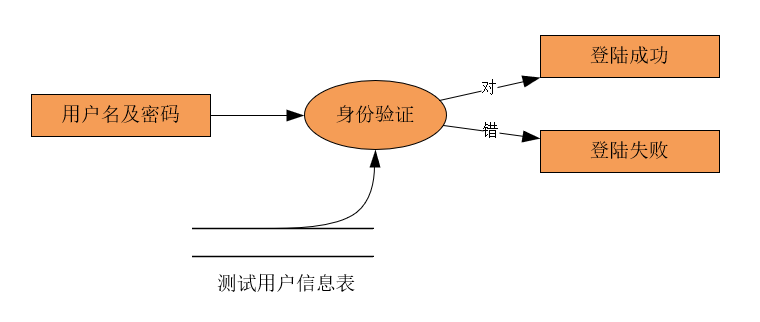 用户名及密码
身份验证
对
错
登陆成功
登陆失败
测试用户信息表